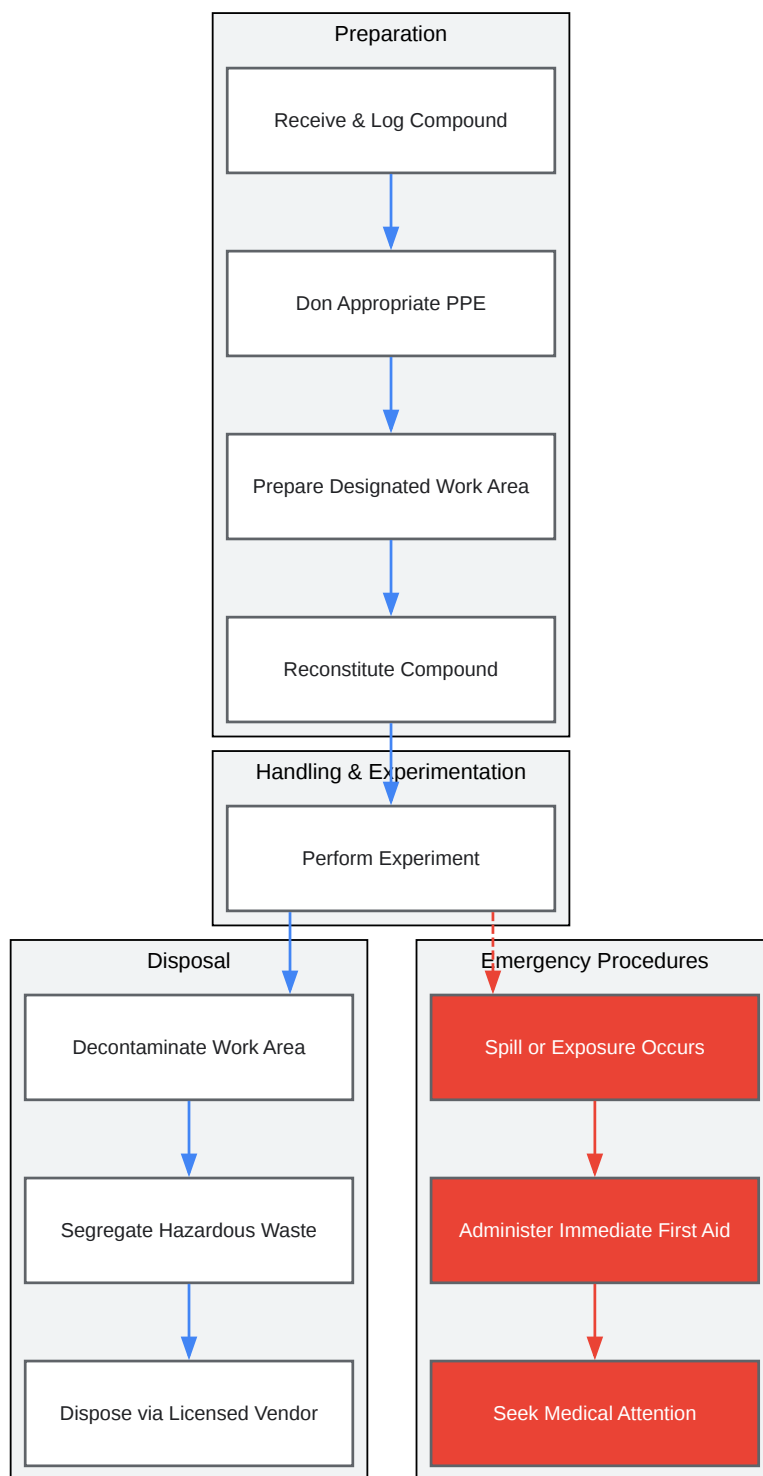 Preparation
Receive & Log Compound
Don Appropriate PPE
Prepare Designated Work Area
Reconstitute Compound
Handling & Experimentation
Perform Experiment
Disposal
Decontaminate Work Area
Segregate Hazardous Waste
Dispose via Licensed Vendor
Emergency Procedures
Spill or Exposure Occurs
Administer Immediate First Aid
Seek Medical Attention